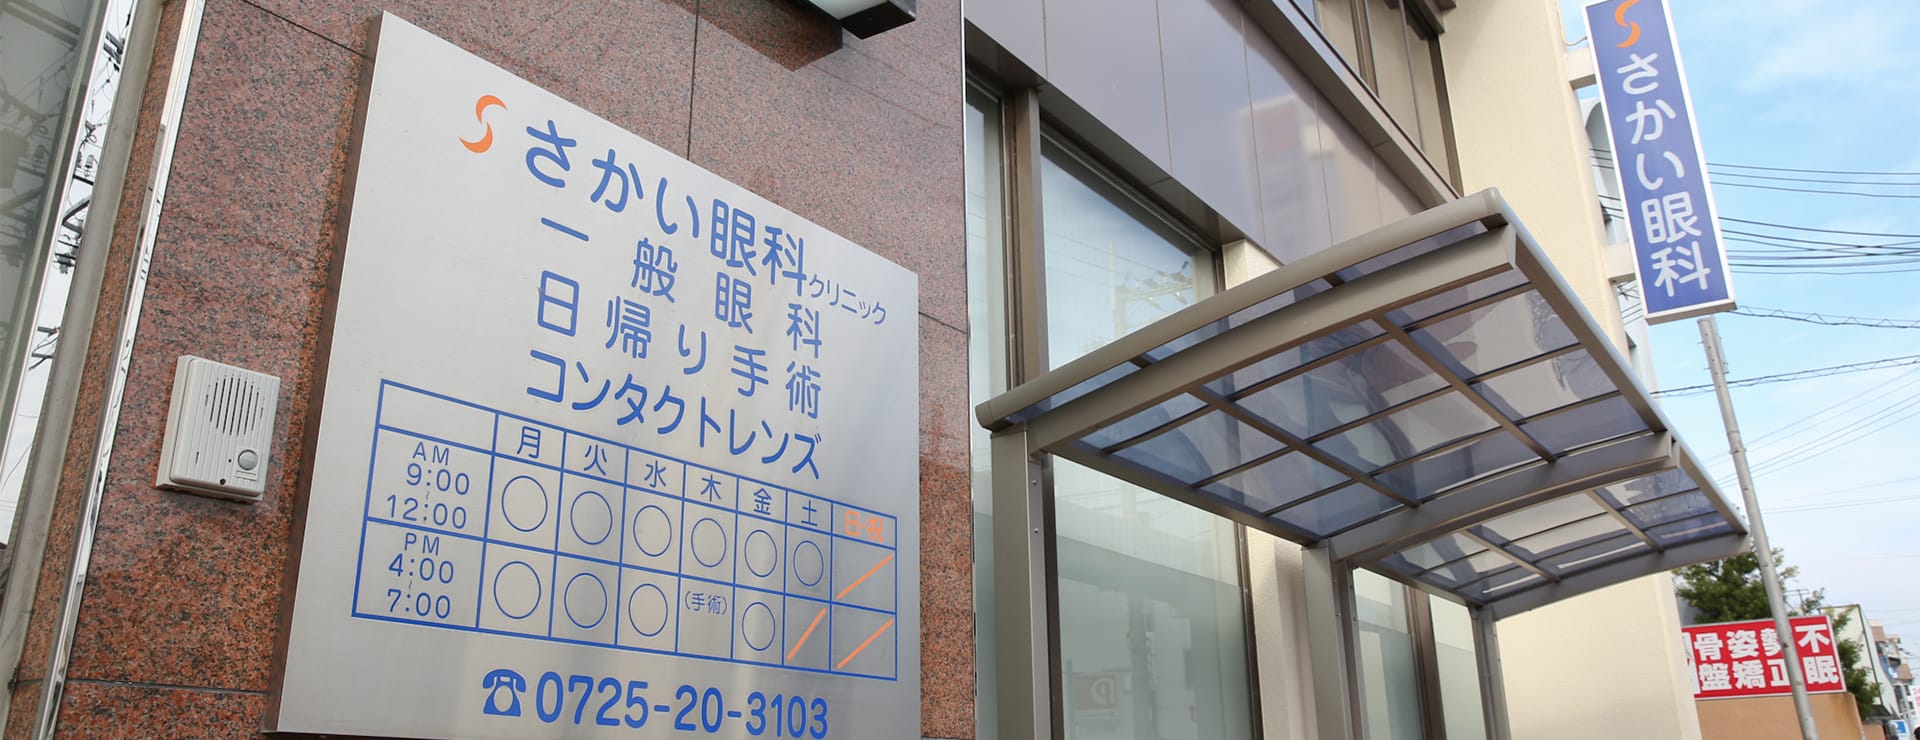 さかい眼科クリニック
一般眼科
日帰り手術
コンタクトレンズ
月 火 水 木 金 土 日・祝
AM 9:00〜12:00 ○ ○ ○ ○ ○ ○ ／
PM 4:00〜7:00 ○ ○ ○ (手術) ○ ／ ／
☎0725-20-3103
さかい眼科
骨姿勢不
盤矯正眠
P